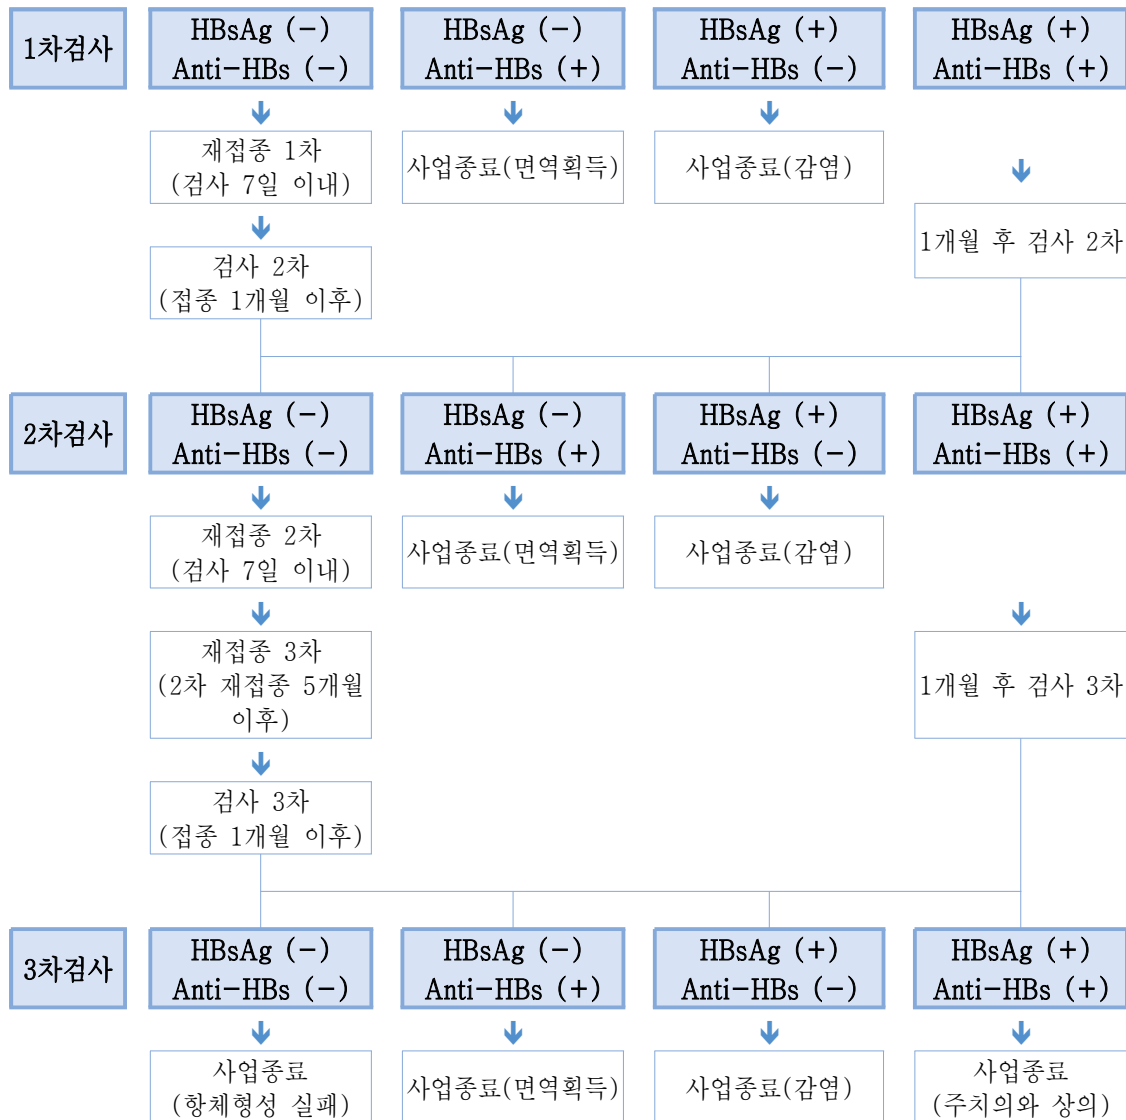 1차검사
HBsAg (-)
Anti-HBs (-)
HBsAg (-)
Anti-HBs (+)
HBsAg (+)
Anti-HBs (-)
HBsAg (+)
Anti-HBs (+)
재접종 1차
(검사 7일 이내)
사업종료(면역획득)
사업종료(감염)
1개월 후 검사 2차
검사 2차
(접종 1개월 이후)
2차검사
HBsAg (-)
Anti-HBs (-)
HBsAg (-)
Anti-HBs (+)
HBsAg (+)
Anti-HBs (-)
HBsAg (+)
Anti-HBs (+)
재접종 2차
(검사 7일 이내)
사업종료(면역획득)
사업종료(감염)
재접종 3차
(2차 재접종 5개월
이후)
1개월 후 검사 3차
검사 3차
(접종 1개월 이후)
3차검사
HBsAg (-)
Anti-HBs (-)
HBsAg (-)
Anti-HBs (+)
HBsAg (+)
Anti-HBs (-)
HBsAg (+)
Anti-HBs (+)
사업종료
(항체형성 실패)
사업종료(면역획득)
사업종료(감염)
사업종료
(주치의와 상의)